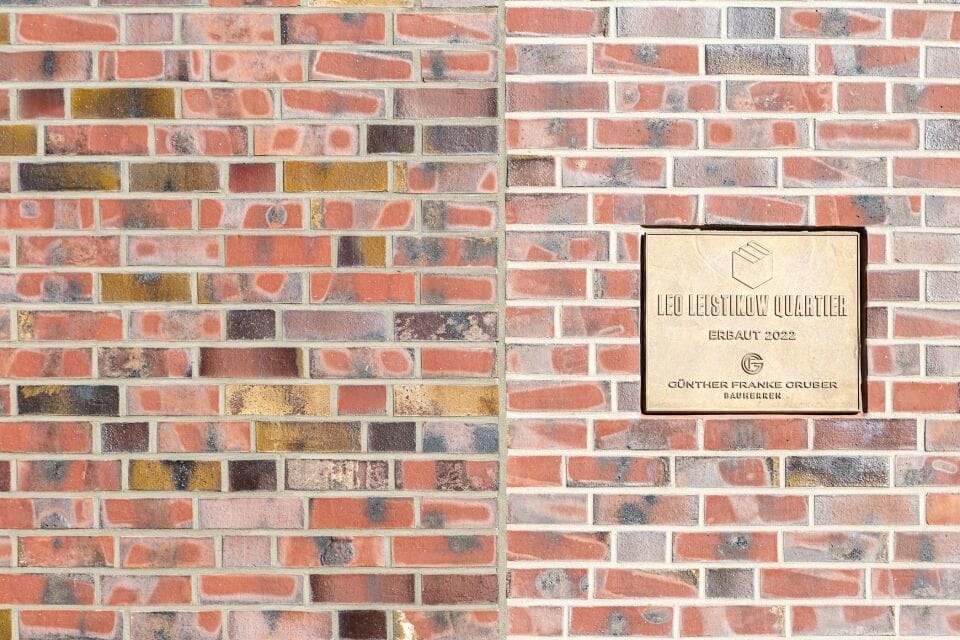 LEO LEISTIKOW QUARTIER
ERBAUT 2022
GÜNTHER FRANKE GRUBER
BAUHERREN